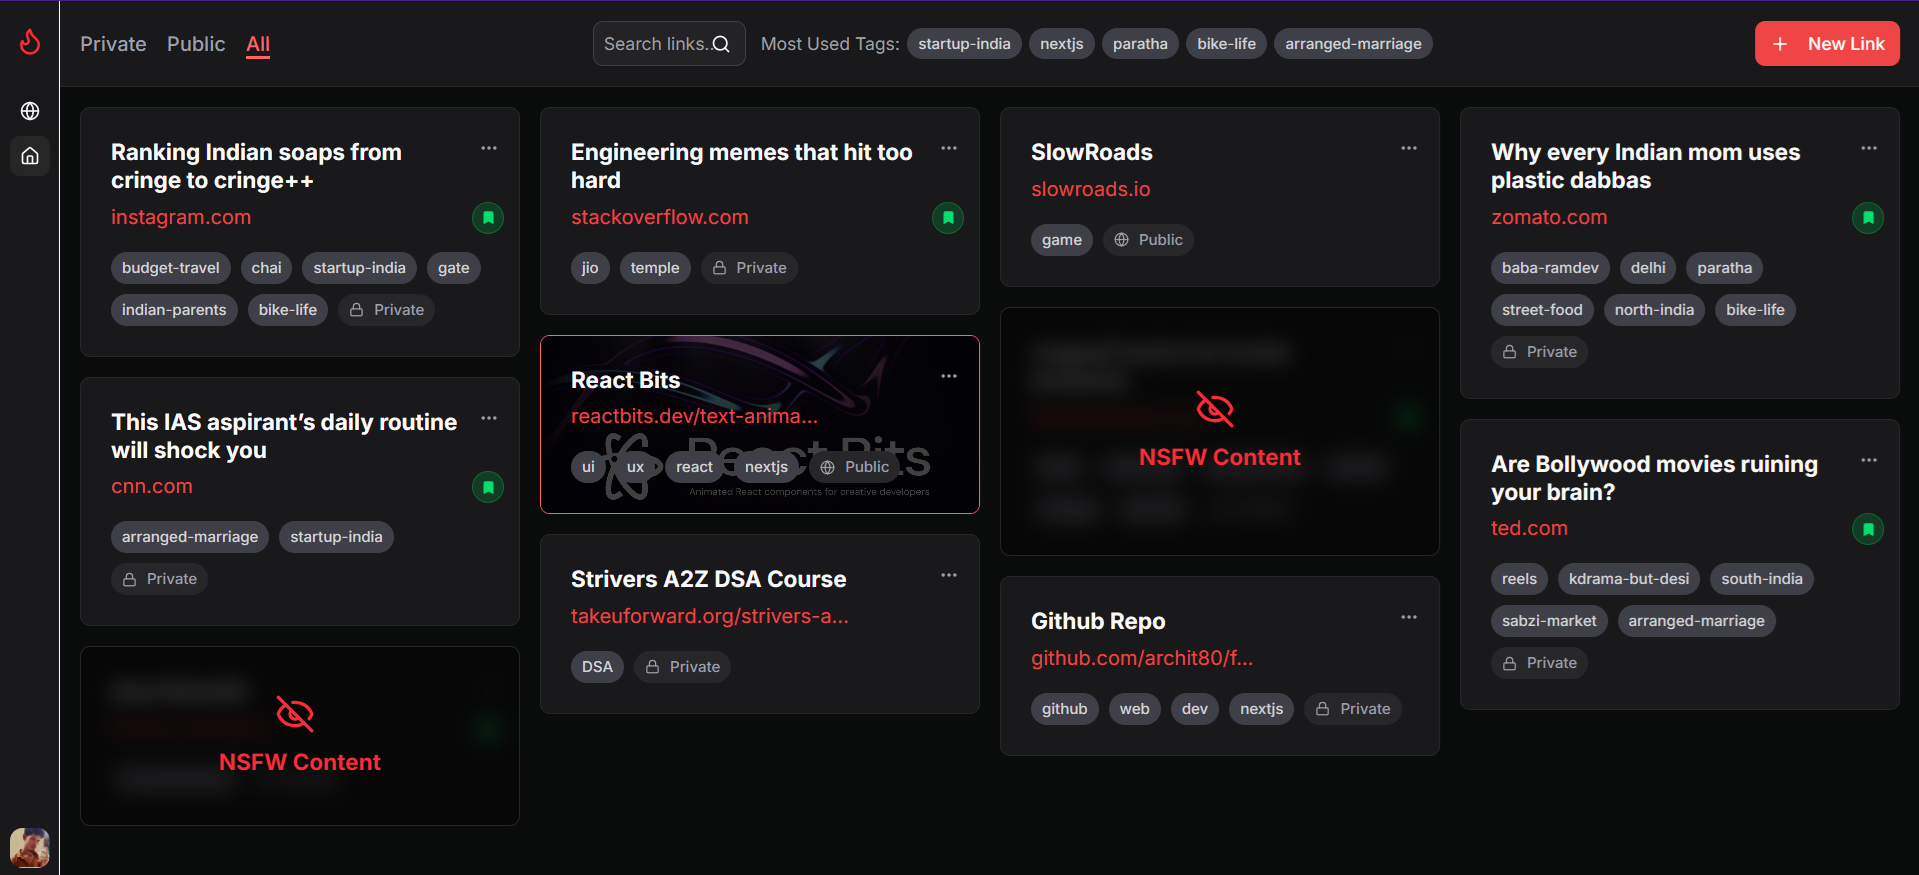 Private Public All
Search links... Most Used Tags: startup-india nextjs paratha bike-life arranged-marriage
+ New Link
Ranking Indian soaps from
cringe to cringe++
instagram.com
budget-travel chai startup-india gate
indian-parents bike-life Private
This IAS aspirant’s daily routine
will shock you
cnn.com
arranged-marriage startup-india
Private
NSFW Content
Engineering memes that hit too
hard
stackoverflow.com
jio temple Private
React Bits
reactbits.dev/text-anima...
React Bits
ui ux react nextjs Public
Animated React components for creative developers
Strivers A2Z DSA Course
takeuforward.org/strivers-a...
DSA Private
SlowRoads
slowroads.io
game Public
NSFW Content
Github Repo
github.com/archit80/f...
github web dev nextjs Private
Why every Indian mom uses
plastic dabbas
zomato.com
baba-ramdev delhi paratha
street-food north-india bike-life
Private
Are Bollywood movies ruining
your brain?
ted.com
reels kdrama-but-desi south-india
sabzi-market arranged-marriage
Private